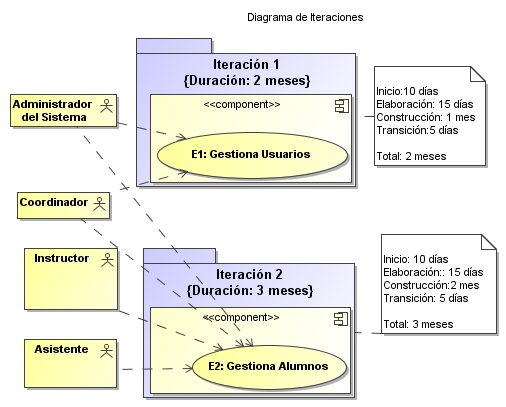 Diagrama de Iteraciones
Iteración 1
{Duración: 2 meses}
<<component>>
E1: Gestiona Usuarios
Inicio:10 días
Elaboración: 15 días
Construcción: 1 mes
Transición:5 días
Total: 2 meses
Administrador
del Sistema
Coordinador
Instructor
Asistente
Iteración 2
{Duración: 3 meses}
<<component>>
E2: Gestiona Alumnos
Inicio: 10 días
Elaboración:: 15 días
Construcción:2 mes
Transición: 5 días
Total: 3 meses